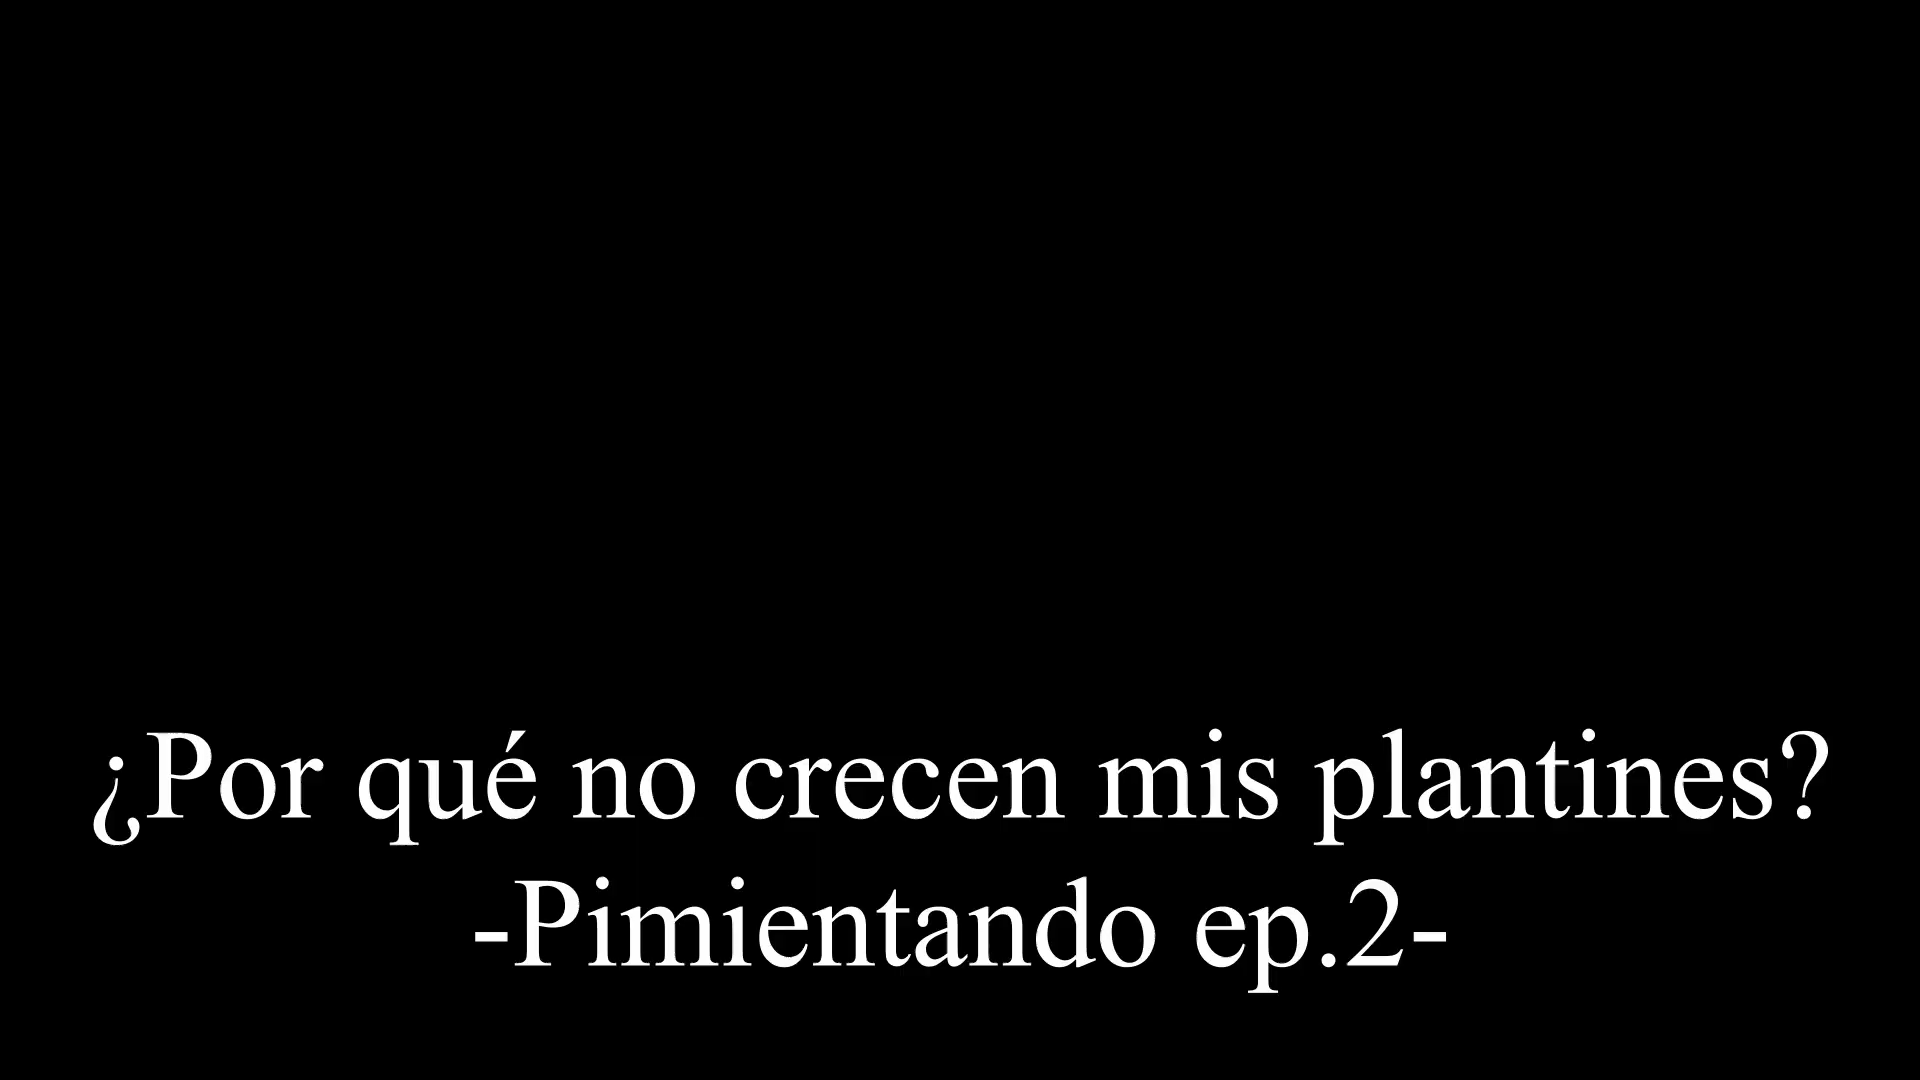 ¿Por qué no crecen mis plantines?
-Pimientando ep.2-